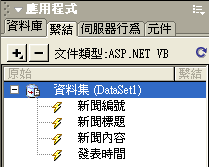 應用程式
資料庫 繫結 伺服器行為 元件
文件類型:ASP.NET VB
原始 繫結
資料集 (DataSet1)
新聞編號
新聞標題
新聞內容
發表時間